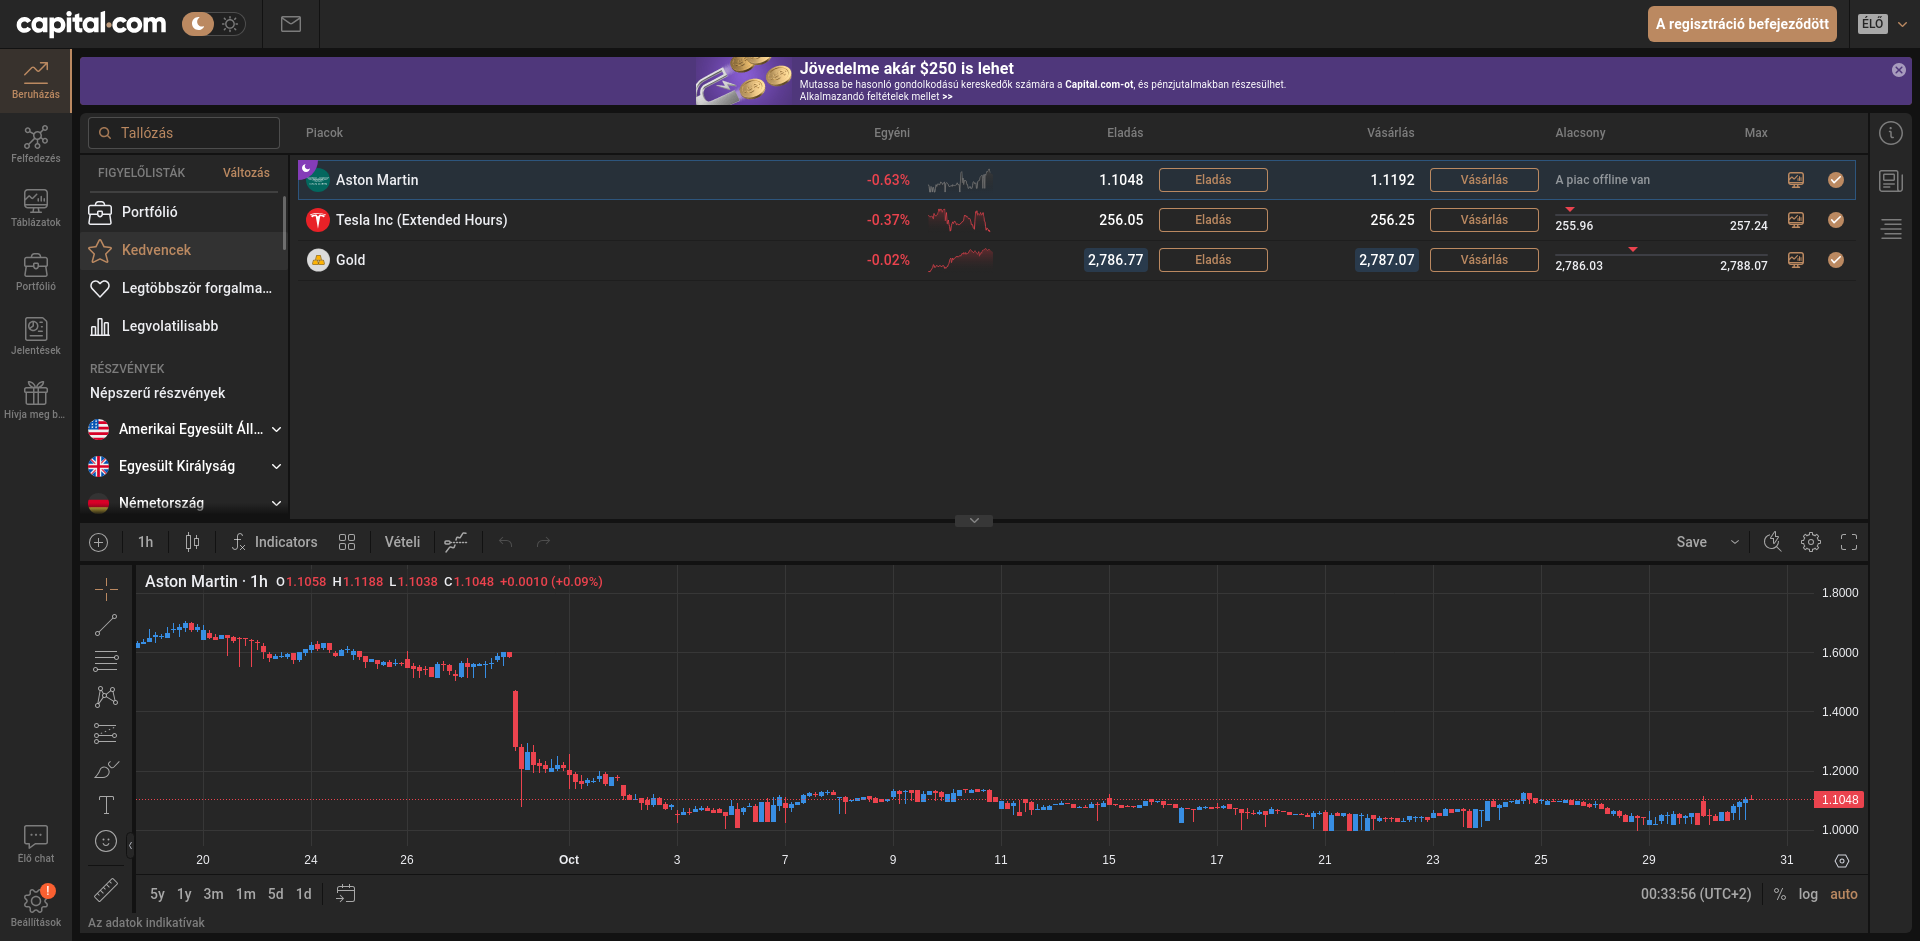 capital.com
A regisztráció befejeződött
ÉLŐ
Beruházás
Felfedezés
Táblázatok
Portfólió
Jelentések
Hívja meg b...
Élő chat
!
Beállítások
Jövedelme akár $250 is lehet
Mutassa be hasonló gondolkodású kereskedők számára a Capital.com-ot, és pénzjutalmakban részesülhet.
Alkalmazandó feltételek mellet >>
Tallózás
FIGYELŐLISTÁK Változás
Portfólió
Kedvencek
Legtöbbször forgalma...
Legvolatilisabb
RÉSZVÉNYEK
Népszerű részvények
Amerikai Egyesült Áll...
Egyesült Királyság
Németország
Piacok Egyéni Eladás Vásárlás Alacsony Max
Aston Martin -0.63% 1.1048 Eladás 1.1192 Vásárlás A piac offline van
Tesla Inc (Extended Hours) -0.37% 256.05 Eladás 256.25 Vásárlás 255.96 257.24
Gold -0.02% 2,786.77 Eladás 2,787.07 Vásárlás 2,786.03 2,788.07
1h Indicators Vételi Save
Aston Martin · 1h O1.1058 H1.1188 L1.1038 C1.1048 +0.0010 (+0.09%)
1.8000
1.6000
1.4000
1.2000
1.1048
1.0000
20 24 26 Oct 3 7 9 11 15 17 21 23 25 29 31
5y 1y 3m 1m 5d 1d 00:33:56 (UTC+2) % log auto
Az adatok indikatívak